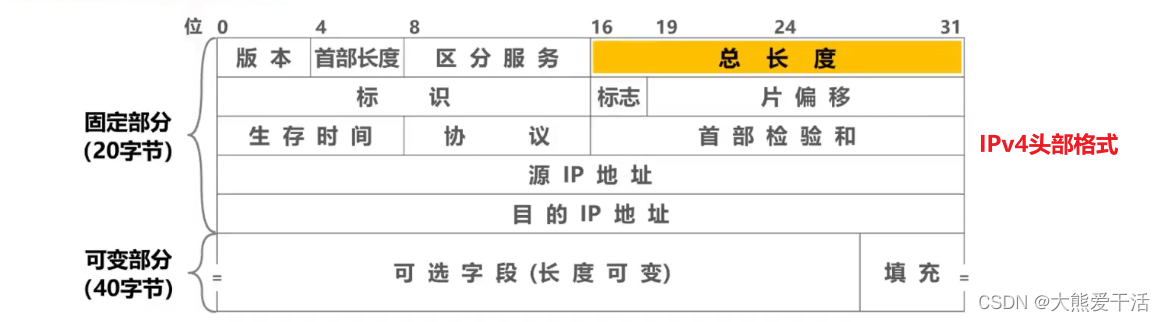 位 0 4 8 16 19 24 31
版 本 首部长度 区 分 服 务 总 长 度
标 识 标志 片 偏 移
固定部分
(20字节)
生 存 时 间 协 议 首 部 检 验 和
IPv4头部格式
源 IP 地 址
目 的 IP 地 址
可变部分
(40字节)
= 可 选 字 段 (长 度 可 变) 填 充 =
CSDN @大熊爱干活